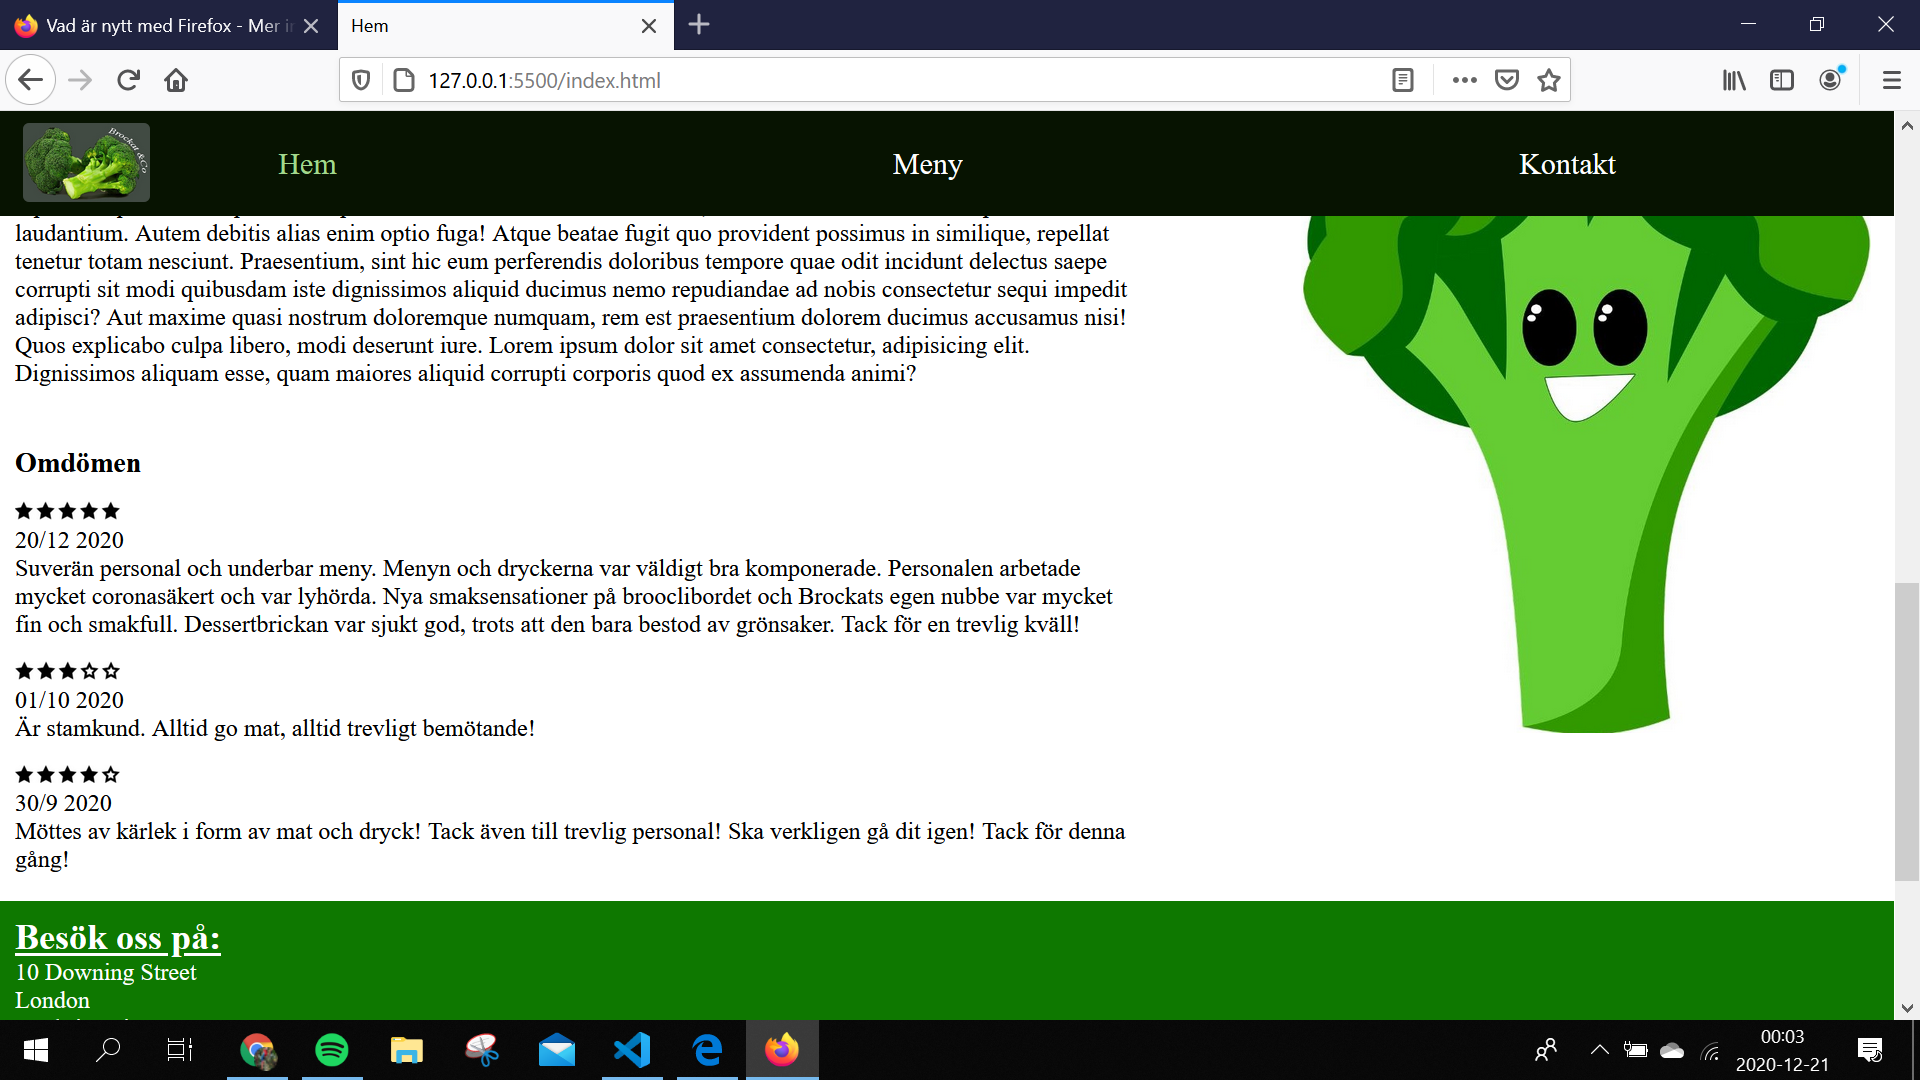 Vad är nytt med Firefox - Mer in
Hem
127.0.0.1:5500/index.html
Brockat & Co
Hem
Meny
Kontakt
laudantium. Autem debitis alias enim optio fuga! Atque beatae fugit quo provident possimus in similique, repellat
tenetur totam nesciunt. Praesentium, sint hic eum perferendis doloribus tempore quae odit incidunt delectus saepe
corrupti sit modi quibusdam iste dignissimos aliquid ducimus nemo repudiandae ad nobis consectetur sequi impedit
adipisci? Aut maxime quasi nostrum doloremque numquam, rem est praesentium dolorem ducimus accusamus nisi!
Quos explicabo culpa libero, modi deserunt iure. Lorem ipsum dolor sit amet consectetur, adipisicing elit.
Dignissimos aliquam esse, quam maiores aliquid corrupti corporis quod ex assumenda animi?
Omdömen
20/12 2020
Suverän personal och underbar meny. Menyn och dryckerna var väldigt bra komponerade. Personalen arbetade
mycket coronasäkert och var lyhörda. Nya smaksensationer på brooclibordet och Brockats egen nubbe var mycket
fin och smakfull. Dessertbrickan var sjukt god, trots att den bara bestod av grönsaker. Tack för en trevlig kväll!
01/10 2020
Är stamkund. Alltid go mat, alltid trevligt bemötande!
30/9 2020
Möttes av kärlek i form av mat och dryck! Tack även till trevlig personal! Ska verkligen gå dit igen! Tack för denna
gång!
Besök oss på:
10 Downing Street
London
00:03
2020-12-21